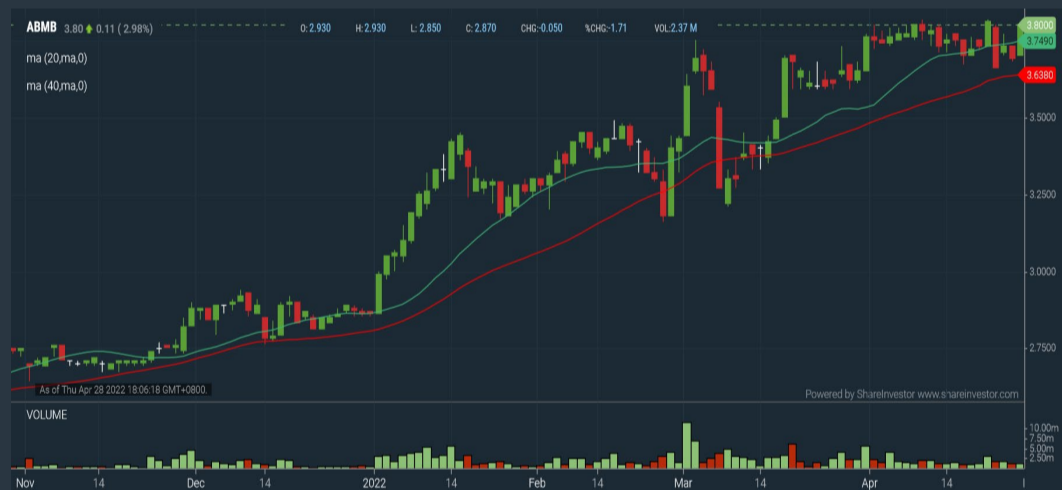 ABMB 3.80 0.11 ( 2.98%) O: 2.930 H: 2.930 L: 2.850 C: 2.870 CHG:-0.050 %CHG:-1.71 VOL:2.37 M
ma (20,ma,0)
ma (40,ma,0)
3.8000
3.7490
3.6380
3.5000
3.2500
3.0000
2.7500
As of Thu Apr 28 2022 18:06:18 GMT+0800.
Powered by ShareInvestor www.shareinvestor.com
VOLUME
10.00m
7.50m
5.00m
2.50m
Nov 14 Dec 14 2022 14 Feb 14 Mar 14 Apr 14